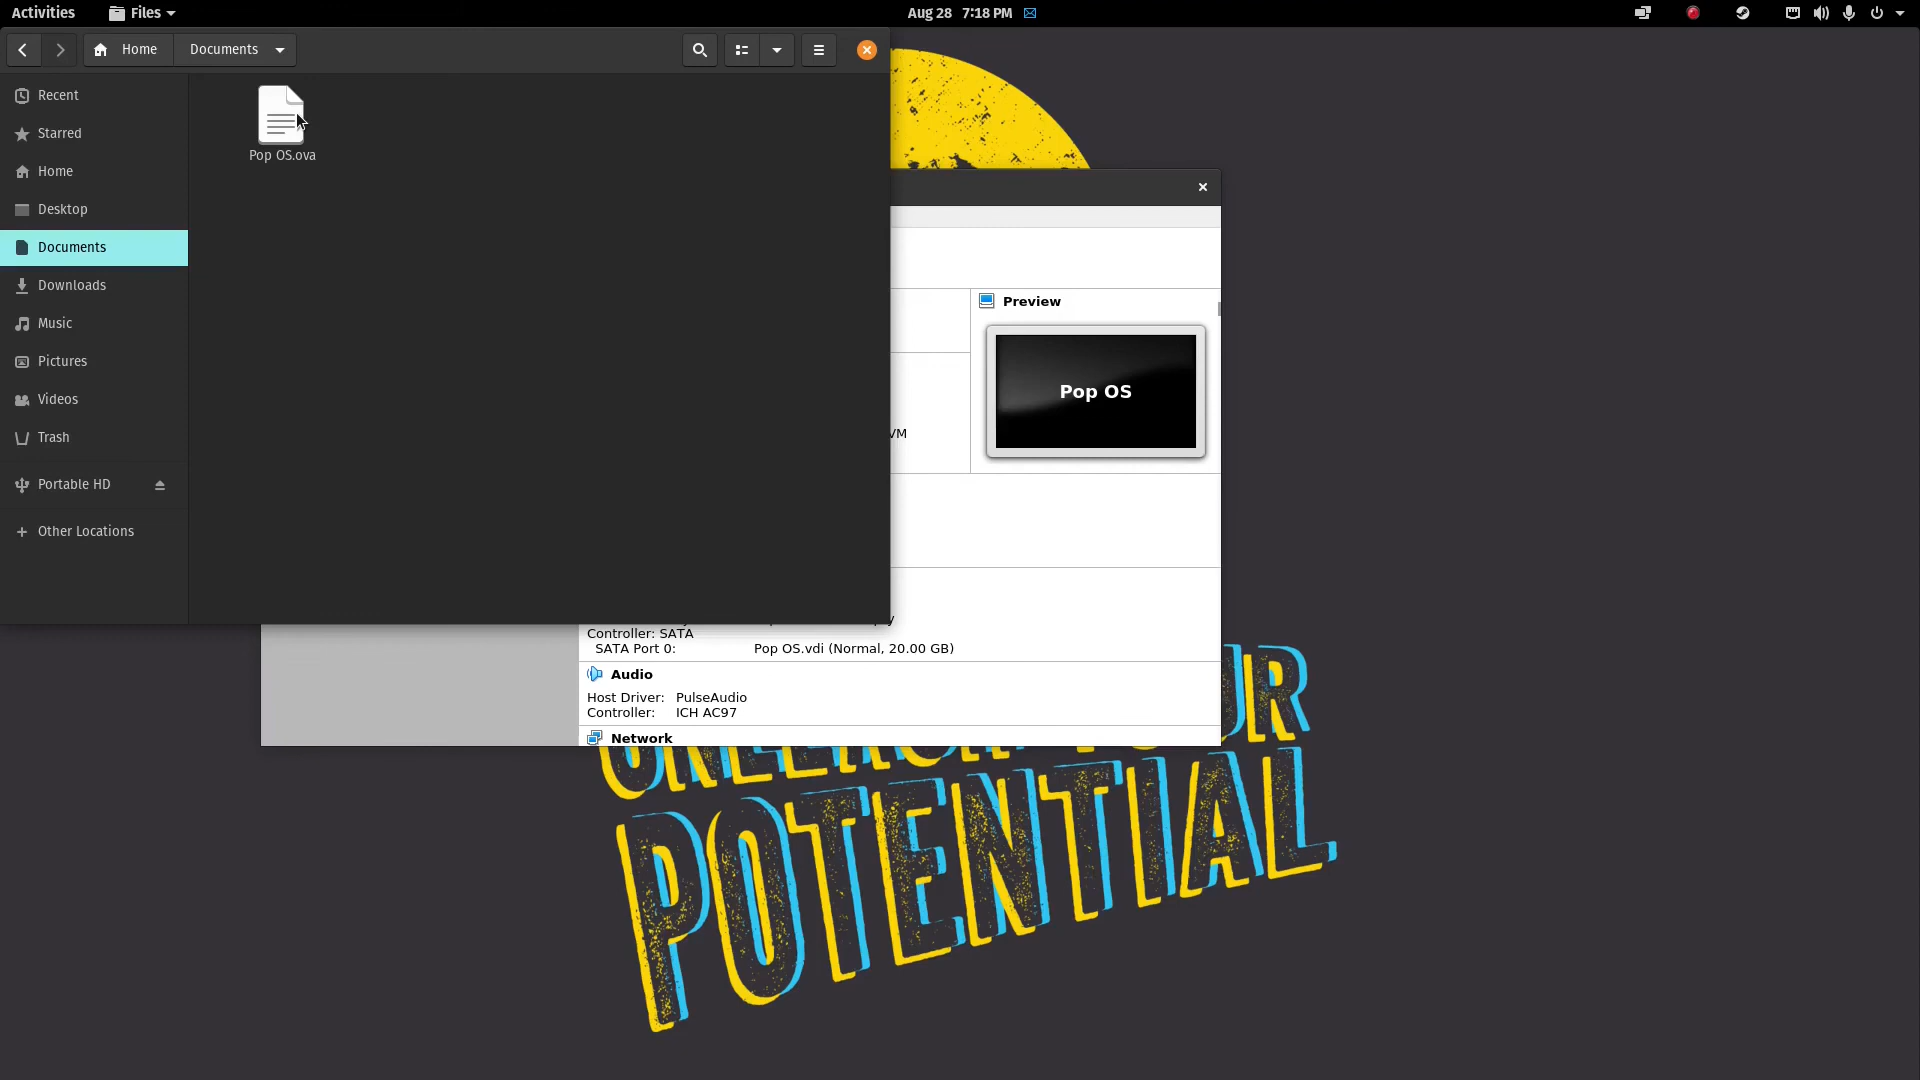 Activities
Files
Aug 28 7:18 PM
Home
Documents
Recent
Starred
Home
Desktop
Documents
Downloads
Music
Pictures
Videos
Trash
Portable HD
Other Locations
Pop OS.ova
Preview
Pop OS
VM
Controller: SATA
SATA Port 0: Pop OS.vdi (Normal, 20.00 GB)
Audio
Host Driver: PulseAudio
Controller: ICH AC97
Network
POTENTIAL